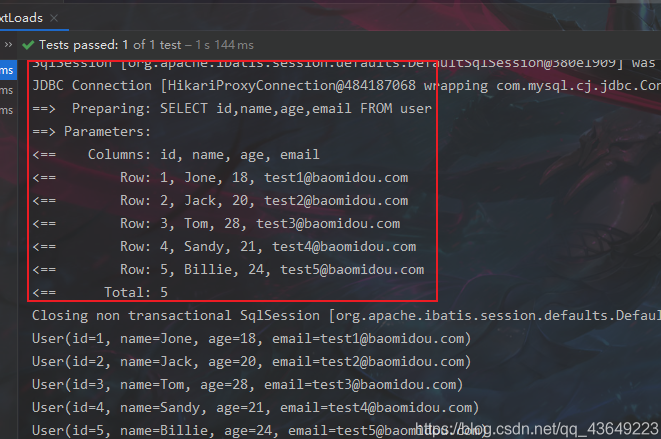 xtLoads ×
» Tests passed: 1 of 1 test – 1 s 144 ms
ms SqlSession [org.apache.ibatis.session.defaults.DefaultSqlSession@380e1909] was
ms JDBC Connection [HikariProxyConnection@484187068 wrapping com.mysql.cj.jdbc.Con
ms ==>  Preparing: SELECT id,name,age,email FROM user
==> Parameters:
<==    Columns: id, name, age, email
<==        Row: 1, Jone, 18, test1@baomidou.com
<==        Row: 2, Jack, 20, test2@baomidou.com
<==        Row: 3, Tom, 28, test3@baomidou.com
<==        Row: 4, Sandy, 21, test4@baomidou.com
<==        Row: 5, Billie, 24, test5@baomidou.com
<==      Total: 5
Closing non transactional SqlSession [org.apache.ibatis.session.defaults.Defaul
User(id=1, name=Jone, age=18, email=test1@baomidou.com)
User(id=2, name=Jack, age=20, email=test2@baomidou.com)
User(id=3, name=Tom, age=28, email=test3@baomidou.com)
User(id=4, name=Sandy, age=21, email=test4@baomidou.com)
User(id=5, name=Billie, age=24, email=test5@baomidou.com)
https://blog.csdn.net/qq_43649223